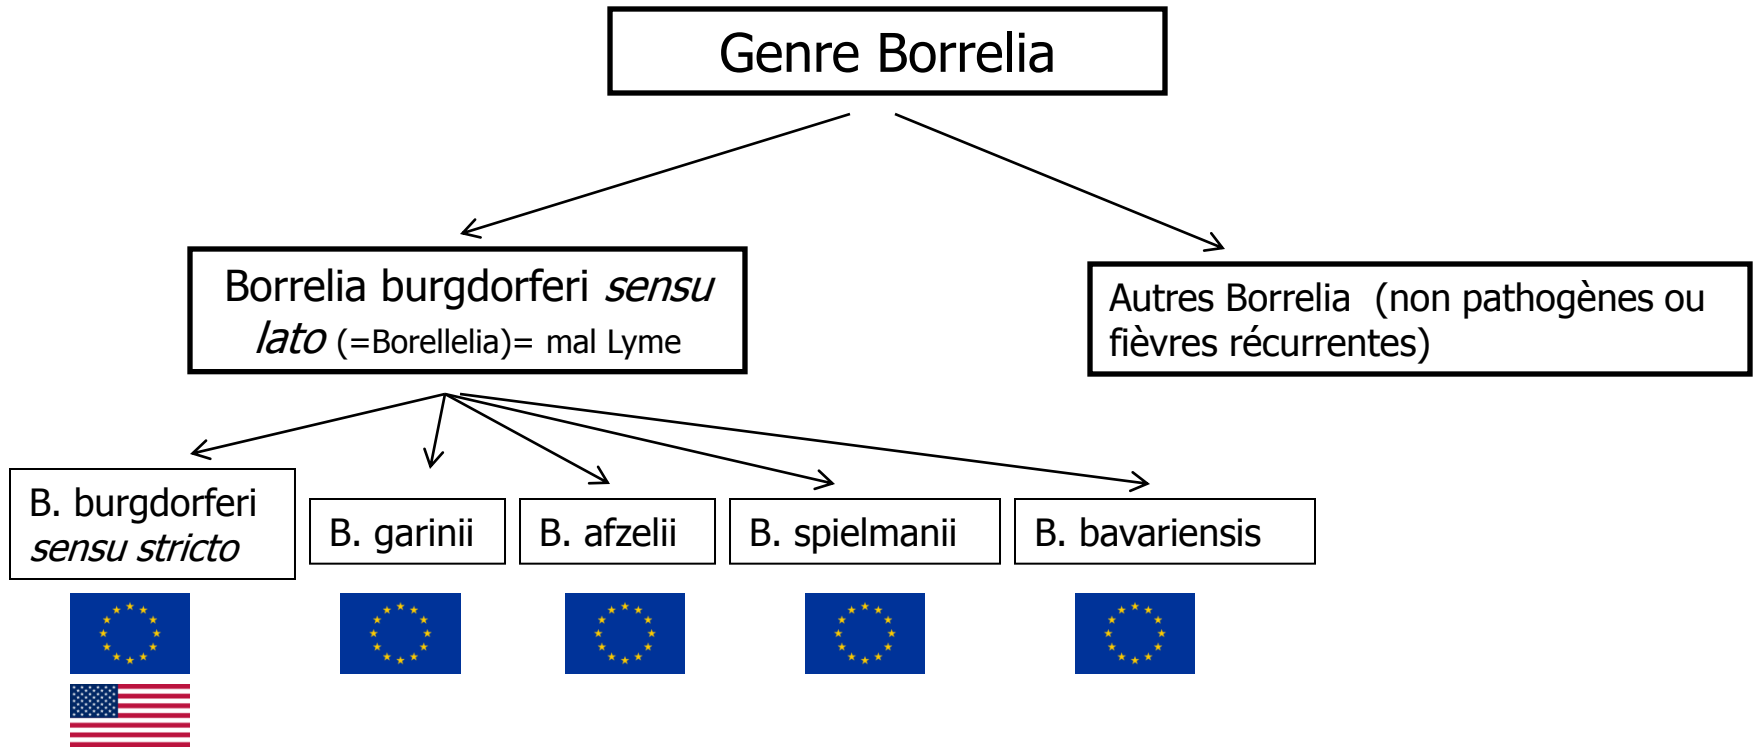 Genre Borrelia
Borrelia burgdorferi sensu
lato (=Borellelia)= mal Lyme
Autres Borrelia (non pathogènes ou
fièvres récurrentes)
B. burgdorferi
sensu stricto
B. garinii
B. afzelii
B. spielmanii
B. bavariensis